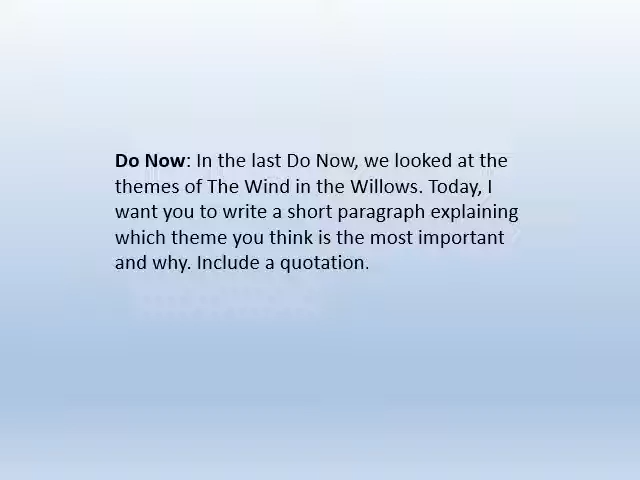 Do Now: In the last Do Now, we looked at the
themes of The Wind in the Willows. Today, I
want you to write a short paragraph explaining
which theme you think is the most important
and why. Include a quotation.